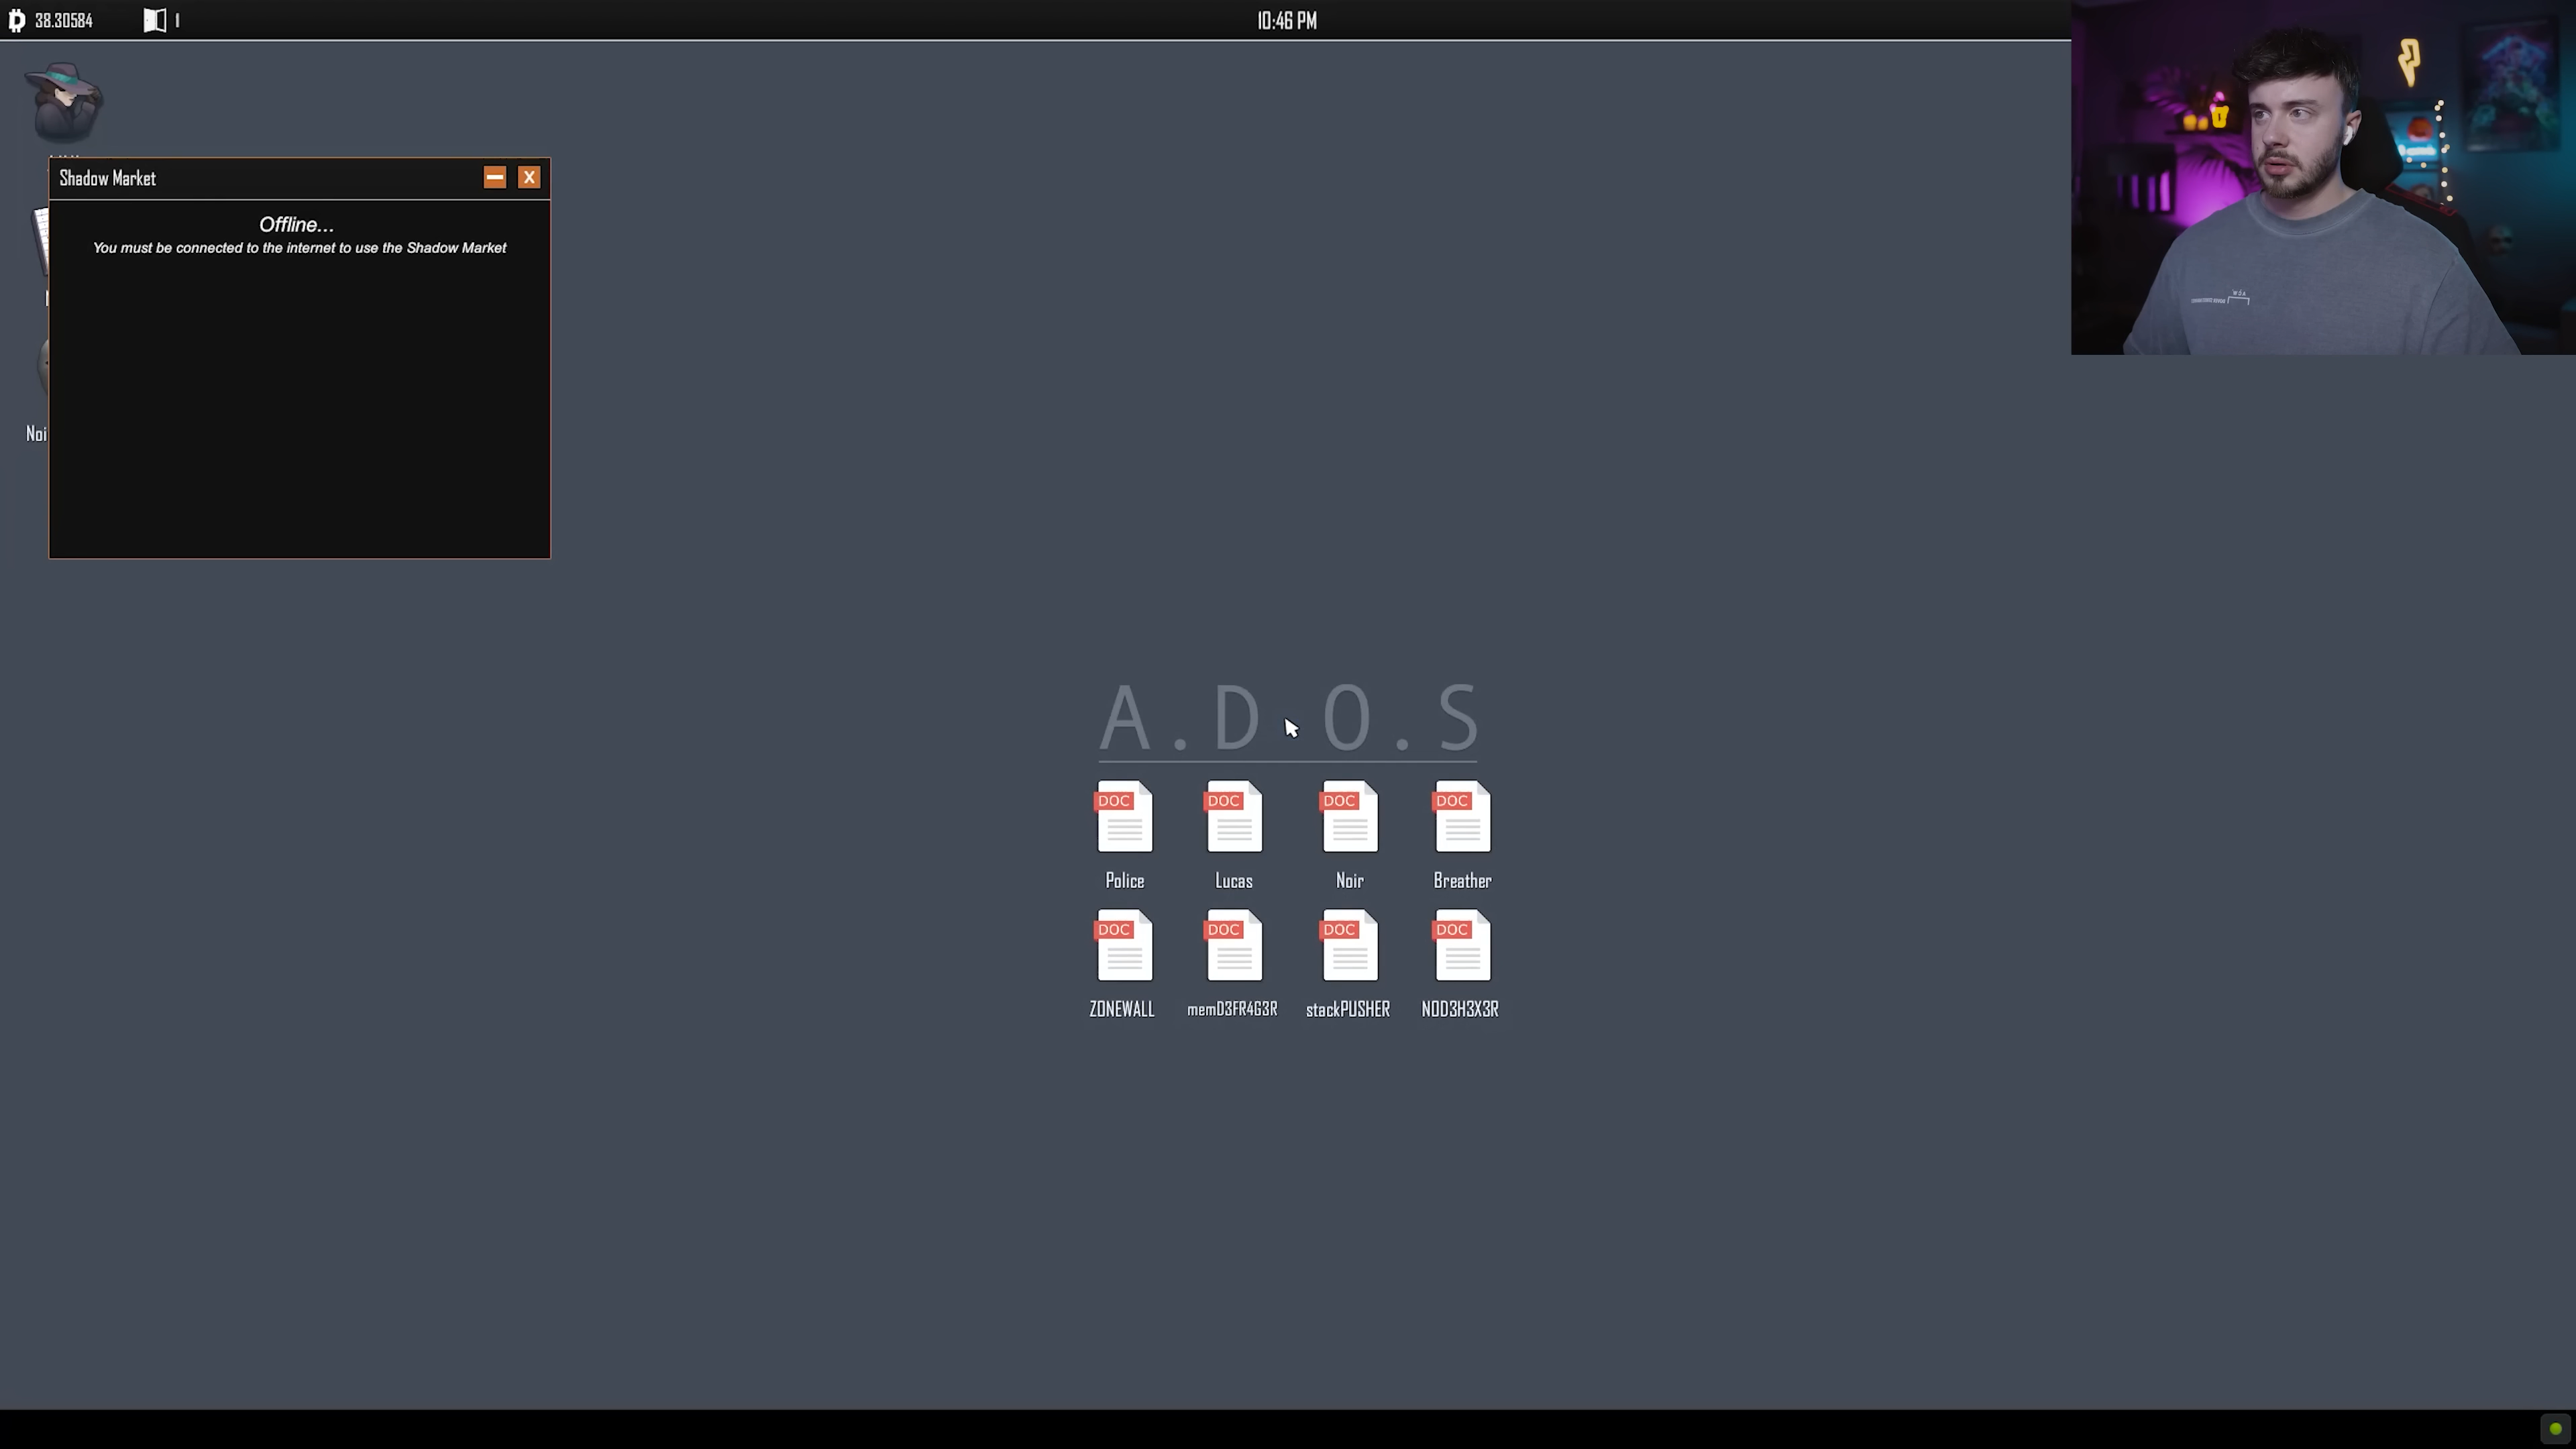 38.30584
1
10:46 PM
Shadow Market
X
Offline...
You must be connected to the internet to use the Shadow Market
Noi
A.D.O.S
DOC DOC DOC DOC
Police Lucas Noir Breather
DOC DOC DOC DOC
ZONEWALL memD3FR4G3R stackPUSHER N0D3H3X3R